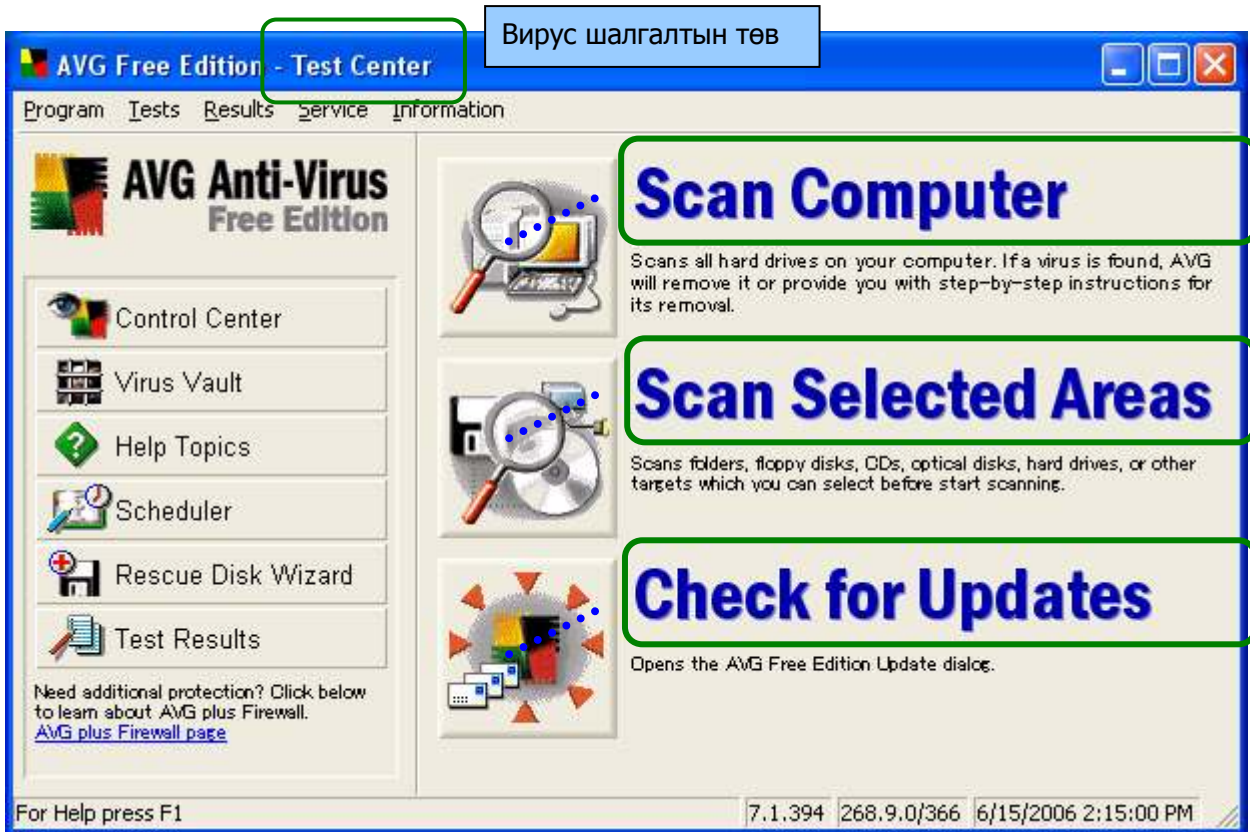 Вирус шалгалтын төв
AVG Free Edition - Test Center
Program Tests Results Service Information
AVG Anti-Virus
Free Edition
Control Center
Virus Vault
Help Topics
Scheduler
Rescue Disk Wizard
Test Results
Need additional protection? Click below
to learn about AVG plus Firewall.
AVG plus Firewall page
Scan Computer
Scans all hard drives on your computer. If a virus is found, AVG
will remove it or provide you with step-by-step instructions for
its removal.
Scan Selected Areas
Scans folders, floppy disks, CDs, optical disks, hard drives, or other
targets which you can select before start scanning.
Check for Updates
Opens the AVG Free Edition Update dialog.
For Help press F1
7.1.394 268.9.0/366 6/15/2006 2:15:00 PM